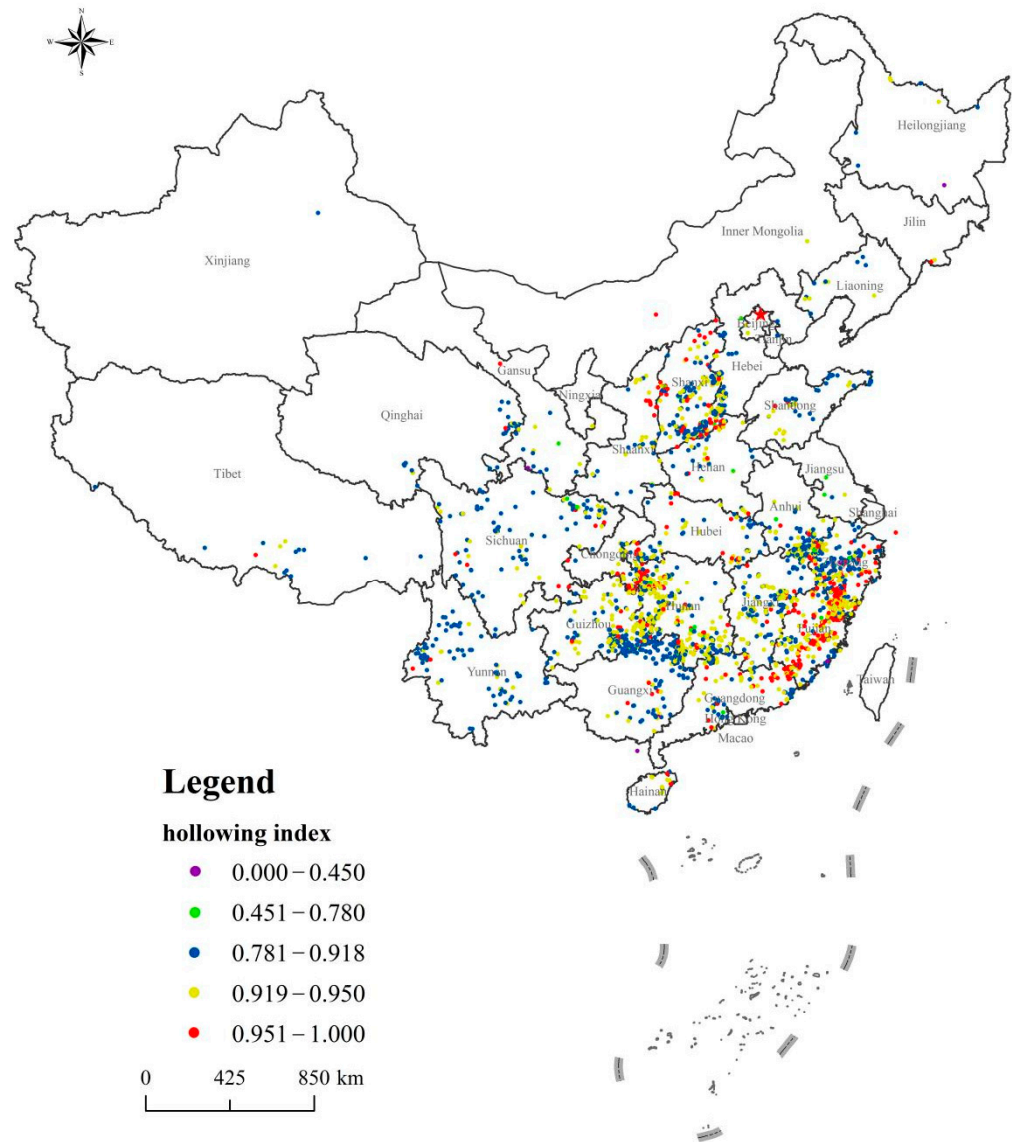 N
W E
S
Heilongjiang
Jilin
Inner Mongolia
Xinjiang
Liaoning
Beijing
Tianjin
Hebei
Gansu
Shanxi
Ningxia
Shandong
Qinghai
Shaanxi
Henan
Jiangsu
Tibet
Anhui
Shanghai
Hubei
Sichuan
Chongqing
Hunan
Jiangxi
Guizhou
Fujian
Yunnan
Taiwan
Guangxi
Guangdong
Hong Kong
Macao
Hainan
Legend
hollowing index
0.000–0.450
0.451–0.780
0.781–0.918
0.919–0.950
0.951–1.000
0 425 850 km